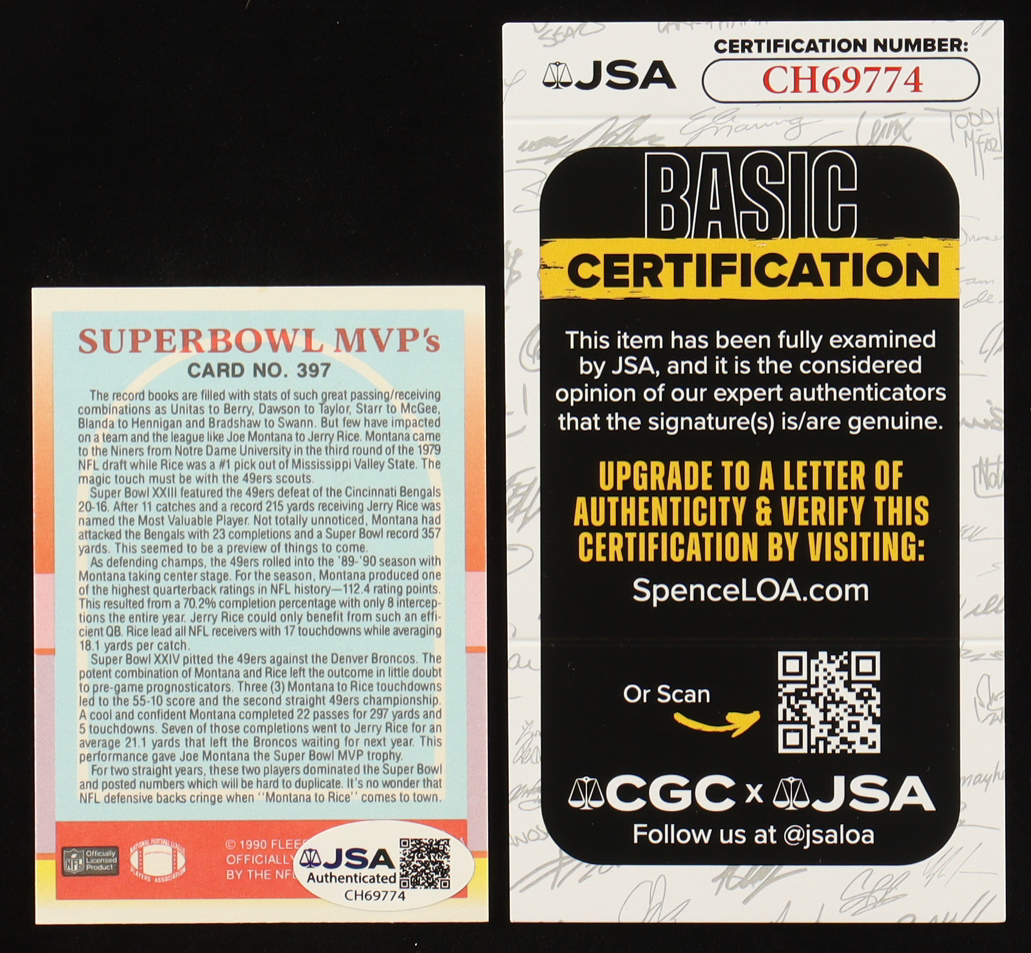 SUPERBOWL MVP's
CARD NO. 397
The record books are filled with stats of such great passing/receiving
combinations as Unitas to Berry, Dawson to Taylor, Starr to McGee,
Blanda to Hennigan and Bradshaw to Swann. But few have impacted
on a team and the league like Joe Montana to Jerry Rice. Montana came
to the Niners from Notre Dame University in the third round of the 1979
NFL draft while Rice was a #1 pick out of Mississippi Valley State. The
magic touch must be with the 49ers scouts.
Super Bowl XXIII featured the 49ers defeat of the Cincinnati Bengals
20-16. After 11 catches and a record 215 yards receiving Jerry Rice was
named the Most Valuable Player. Not totally unnoticed, Montana had
attacked the Bengals with 23 completions and a Super Bowl record 357
yards. This seemed to be a preview of things to come.
As defending champs, the 49ers rolled into the '89-'90 season with
Montana taking center stage. For the season, Montana produced one
of the highest quarterback ratings in NFL history—112.4 rating points.
This resulted from a 70.2% completion percentage with only 8 intercep-
tions the entire year. Jerry Rice could only benefit from such an effi-
cient QB. Rice lead all NFL receivers with 17 touchdowns while averaging
18.1 yards per catch.
Super Bowl XXIV pitted the 49ers against the Denver Broncos. The
potent combination of Montana and Rice left the outcome in little doubt
to pre-game prognosticators. Three (3) Montana to Rice touchdowns
led to the 55-10 score and the second straight 49ers championship.
A cool and confident Montana completed 22 passes for 297 yards and
5 touchdowns. Seven of those completions went to Jerry Rice for an
average 21.1 yards that left the Broncos waiting for next year. This
performance gave Joe Montana the Super Bowl MVP trophy.
For two straight years, these two players dominated the Super Bowl
and posted numbers which will be hard to duplicate. It's no wonder that
NFL defensive backs cringe when "Montana to Rice" comes to town.
NFL
Officially
Licensed
Product
NATIONAL FOOTBALL LEAGUE
PLAYERS ASSOCIATION
© 1990 FLEE
OFFICIALLY
BY THE NF
JSA
Authenticated
CH69774
JSA
CERTIFICATION NUMBER:
CH69774
BASIC
CERTIFICATION
This item has been fully examined
by JSA, and it is the considered
opinion of our expert authenticators
that the signature(s) is/are genuine.
UPGRADE TO A LETTER OF
AUTHENTICITY & VERIFY THIS
CERTIFICATION BY VISITING:
SpenceLOA.com
Or Scan
CGC x JSA
Follow us at @jsaloa